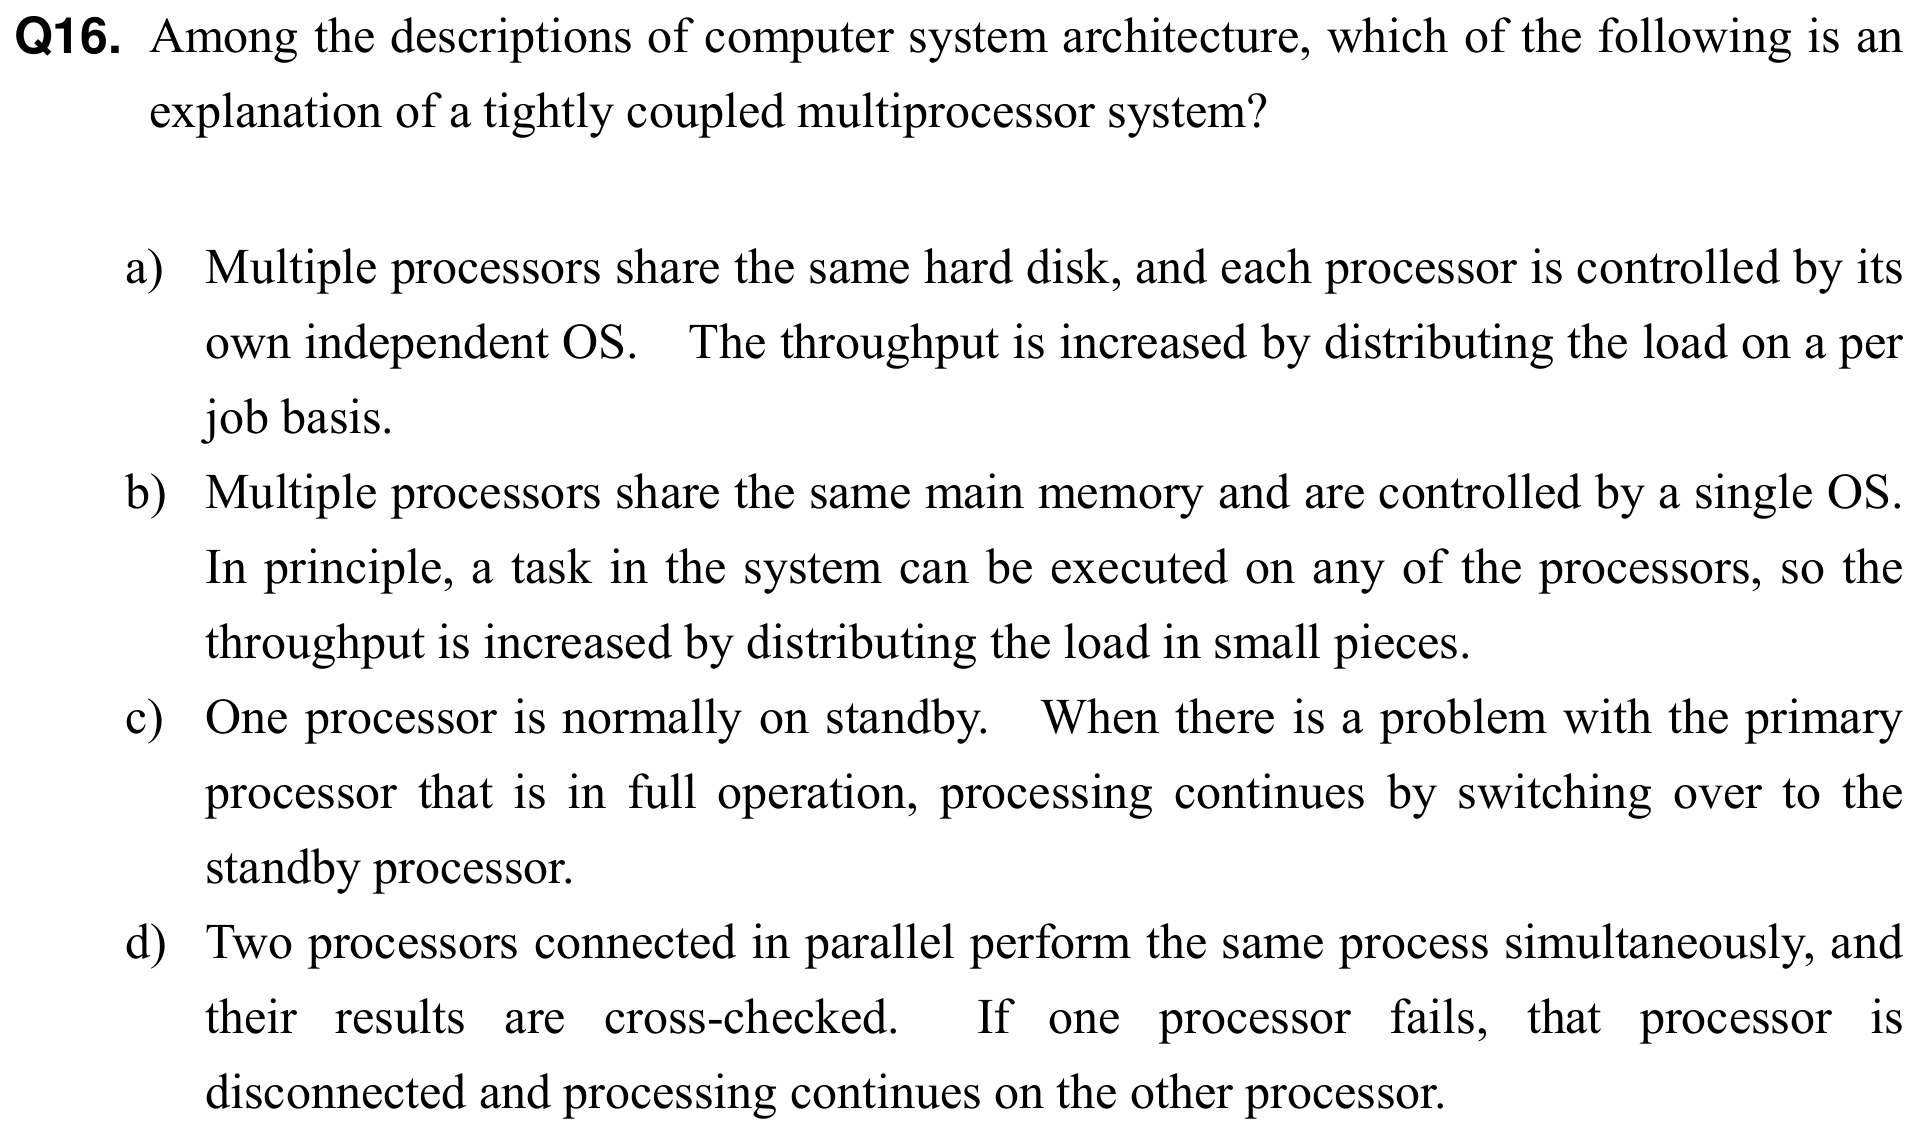 Q16. Among the descriptions of computer system architecture, which of the following is an
explanation of a tightly coupled multiprocessor system?
a) Multiple processors share the same hard disk, and each processor is controlled by its
own independent OS. The throughput is increased by distributing the load on a per
job basis.
b) Multiple processors share the same main memory and are controlled by a single OS.
In principle, a task in the system can be executed on any of the processors, so the
throughput is increased by distributing the load in small pieces.
c) One processor is normally on standby. When there is a problem with the primary
processor that is in full operation, processing continues by switching over to the
standby processor.
d) Two processors connected in parallel perform the same process simultaneously, and
their results are cross-checked. If one processor fails, that processor is
disconnected and processing continues on the other processor.